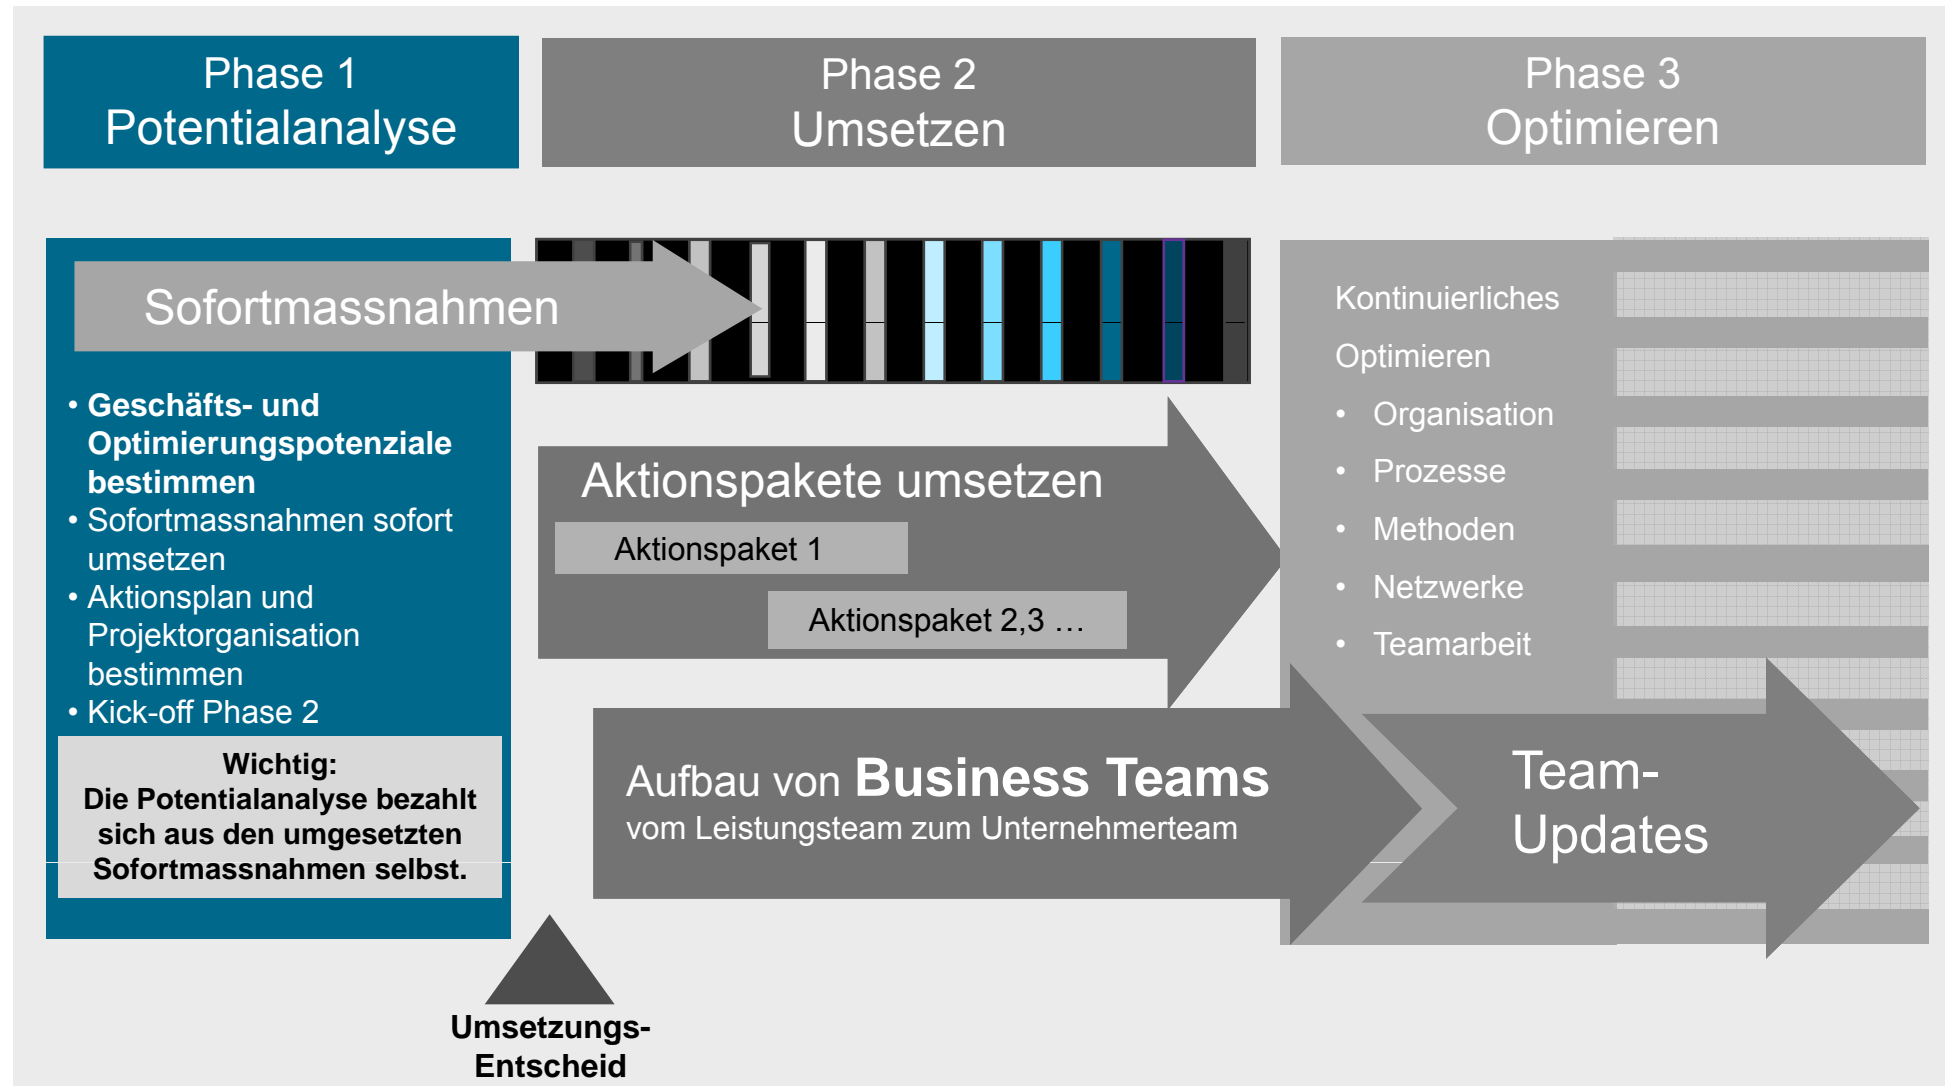 Phase 1
Potentialanalyse
Phase 2
Umsetzen
Phase 3
Optimieren
Sofortmassnahmen
• Geschäfts- und
Optimierungspotenziale
bestimmen
• Sofortmassnahmen sofort
umsetzen
• Aktionsplan und
Projektorganisation
bestimmen
• Kick-off Phase 2
Wichtig:
Die Potentialanalyse bezahlt
sich aus den umgesetzten
Sofortmassnahmen selbst.
Umsetzungs-
Entscheid
Aktionspakete umsetzen
Aktionspaket 1
Aktionspaket 2,3 …
Aufbau von Business Teams
vom Leistungsteam zum Unternehmerteam
Kontinuierliches
Optimieren
• Organisation
• Prozesse
• Methoden
• Netzwerke
• Teamarbeit
Team-
Updates